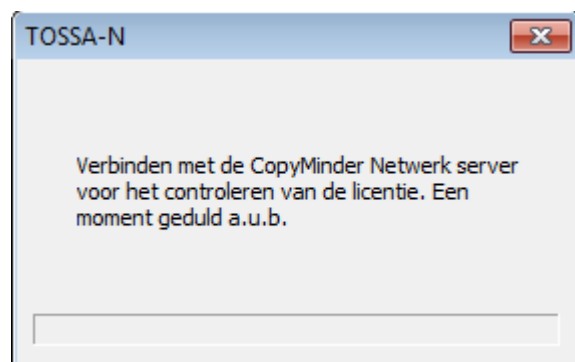 TOSSA-N
Verbinden met de CopyMinder Netwerk server
voor het controleren van de licentie. Een
moment geduld a.u.b.